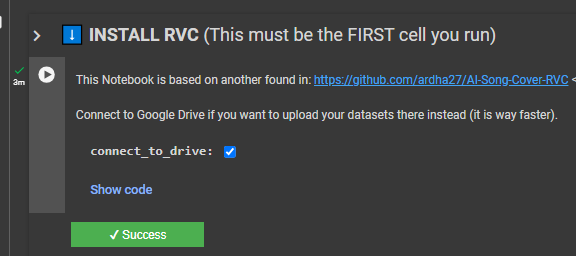 INSTALL RVC (This must be the FIRST cell you run)
3m
This Notebook is based on another found in: https://github.com/ardha27/AI-Song-Cover-RVC <
Connect to Google Drive if you want to upload your datasets there instead (it is way faster).
connect_to_drive:
Show code
✓ Success